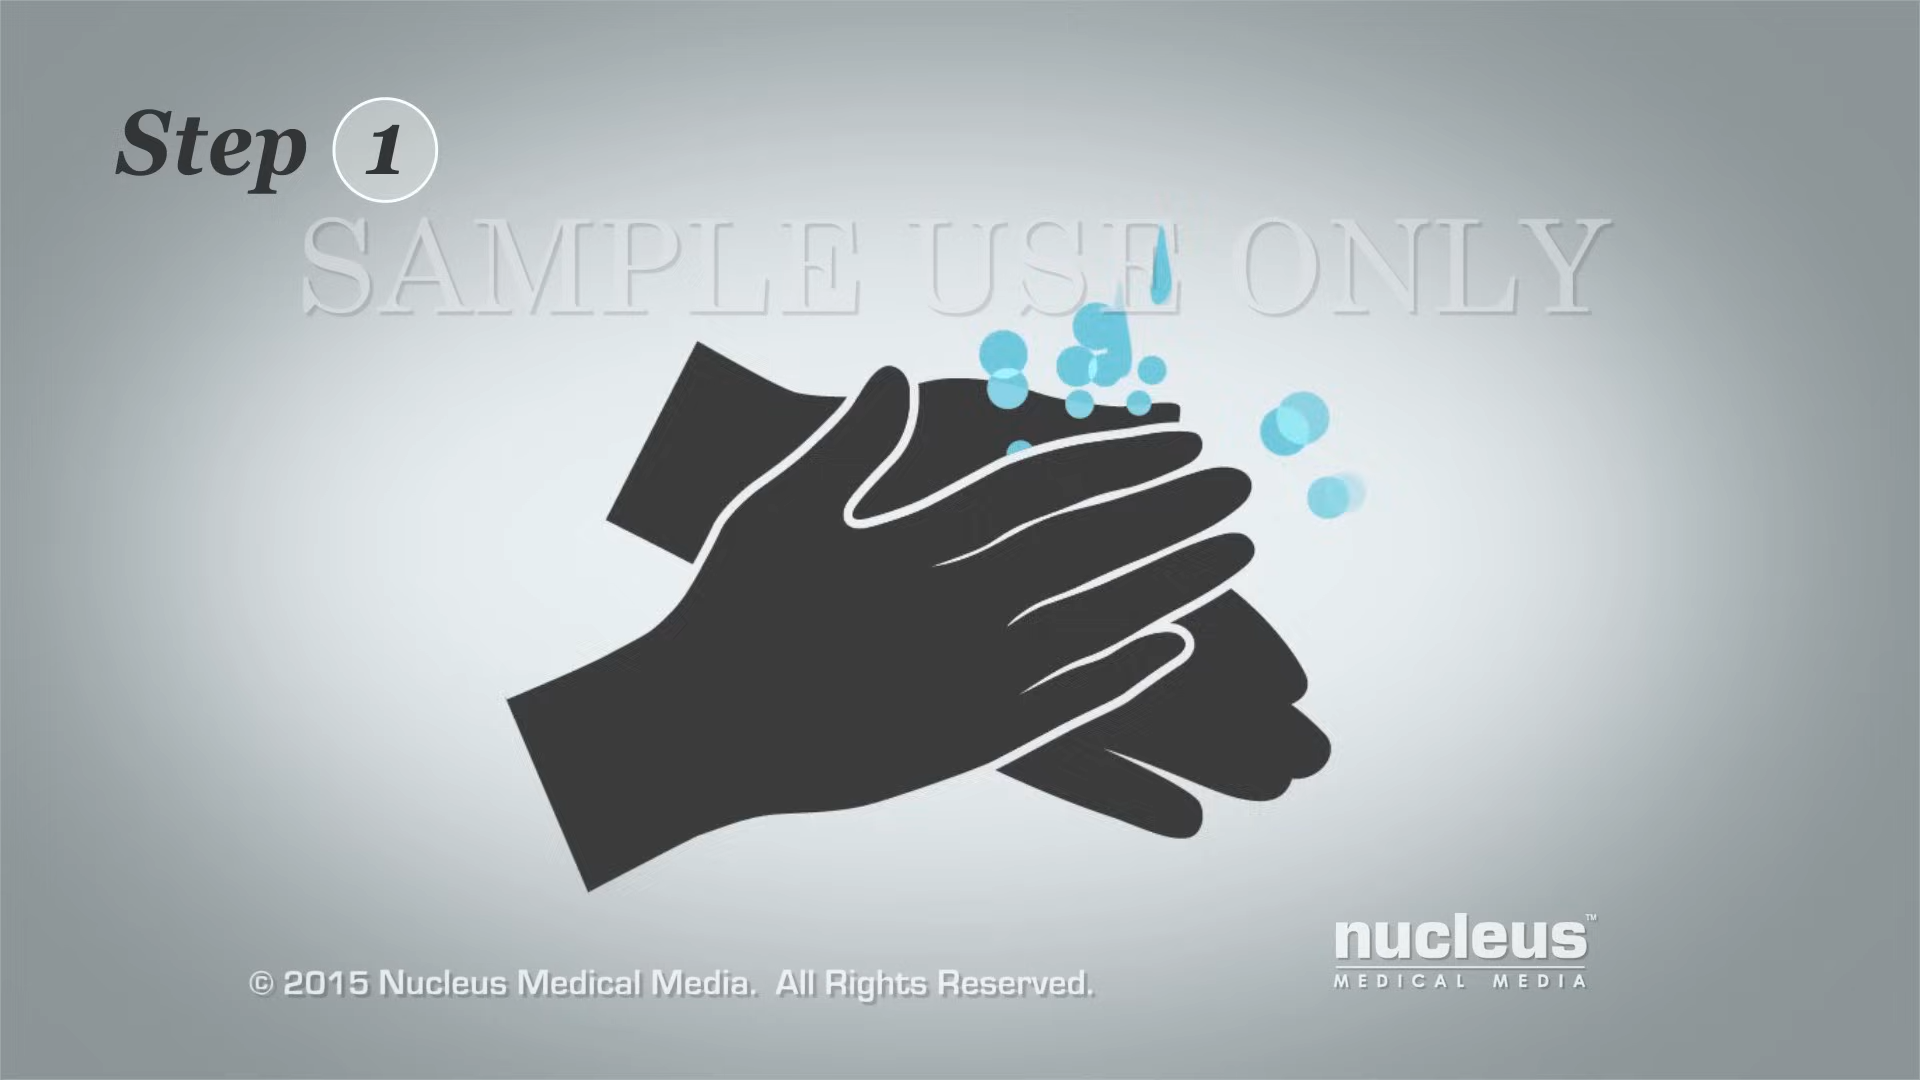 Step 1
SAMPLE USE ONLY
nucleus™
MEDICAL MEDIA
© 2015 Nucleus Medical Media. All Rights Reserved.